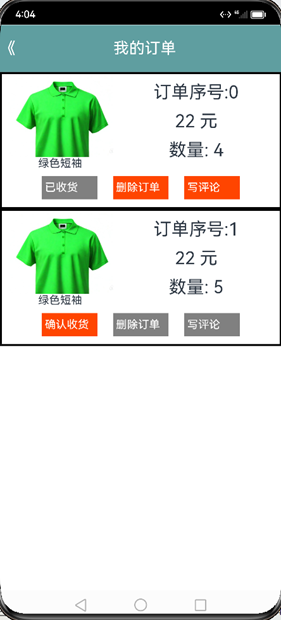 4:04
《 我的订单
订单序号:0
22 元
数量: 4
绿色短袖
已收货 删除订单 写评论
订单序号:1
22 元
数量: 5
绿色短袖
确认收货 删除订单 写评论